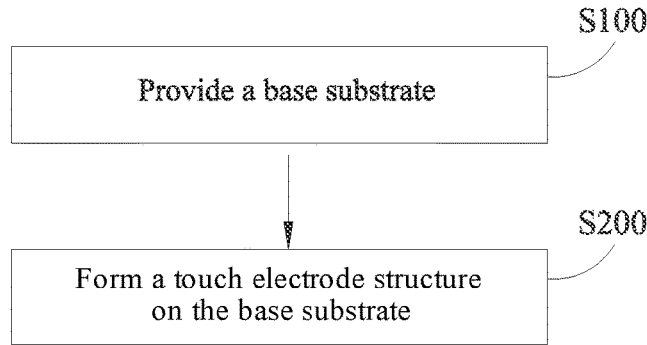 S100
Provide a base substrate
S200
Form a touch electrode structure
on the base substrate